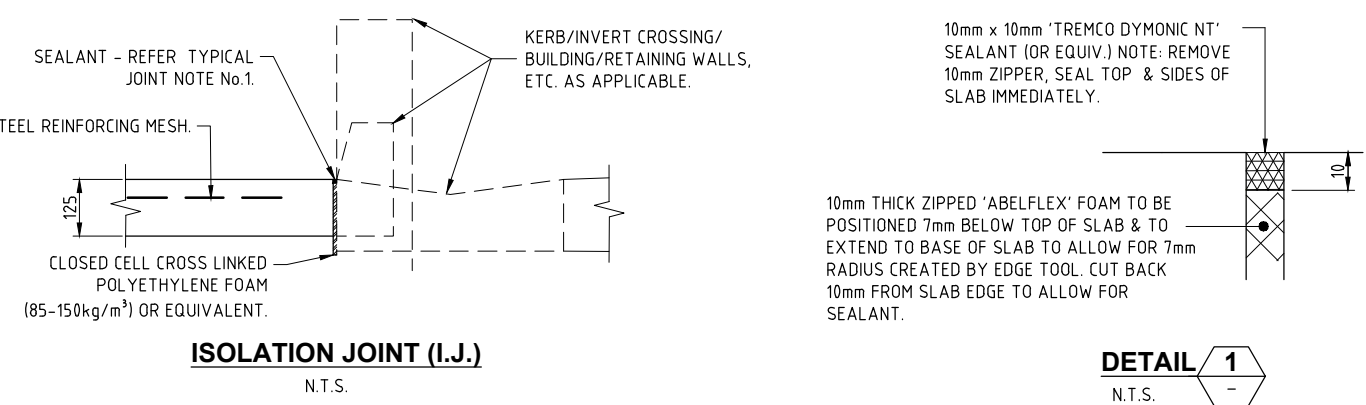 SEALANT - REFER TYPICAL
JOINT NOTE No.1.
TEEL REINFORCING MESH.
125
CLOSED CELL CROSS LINKED
POLYETHYLENE FOAM
(85-150kg/m³) OR EQUIVALENT.
KERB/INVERT CROSSING/
BUILDING/RETAINING WALLS,
ETC. AS APPLICABLE.
ISOLATION JOINT (I.J.)
N.T.S.
10mm x 10mm 'TREMCO DYMONIC NT'
SEALANT (OR EQUIV.) NOTE: REMOVE
10mm ZIPPER, SEAL TOP & SIDES OF
SLAB IMMEDIATELY.
10
10mm THICK ZIPPED 'ABELFLEX' FOAM TO BE
POSITIONED 7mm BELOW TOP OF SLAB & TO
EXTEND TO BASE OF SLAB TO ALLOW FOR 7mm
RADIUS CREATED BY EDGE TOOL. CUT BACK
10mm FROM SLAB EDGE TO ALLOW FOR
SEALANT.
DETAIL 1
N.T.S. -